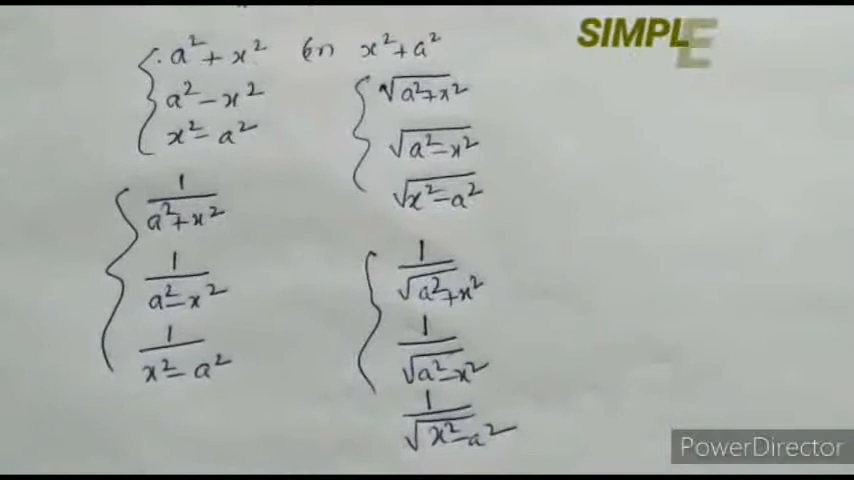 SIMPLE
a² + x² (or) x² + a²
a² - x²
x² - a²
√a²+x²
√a²-x²
√x²-a²
1/a²+x²
1/a²-x²
1/x²-a²
1/√a²+x²
1/√a²-x²
1/√x²-a²
PowerDirector